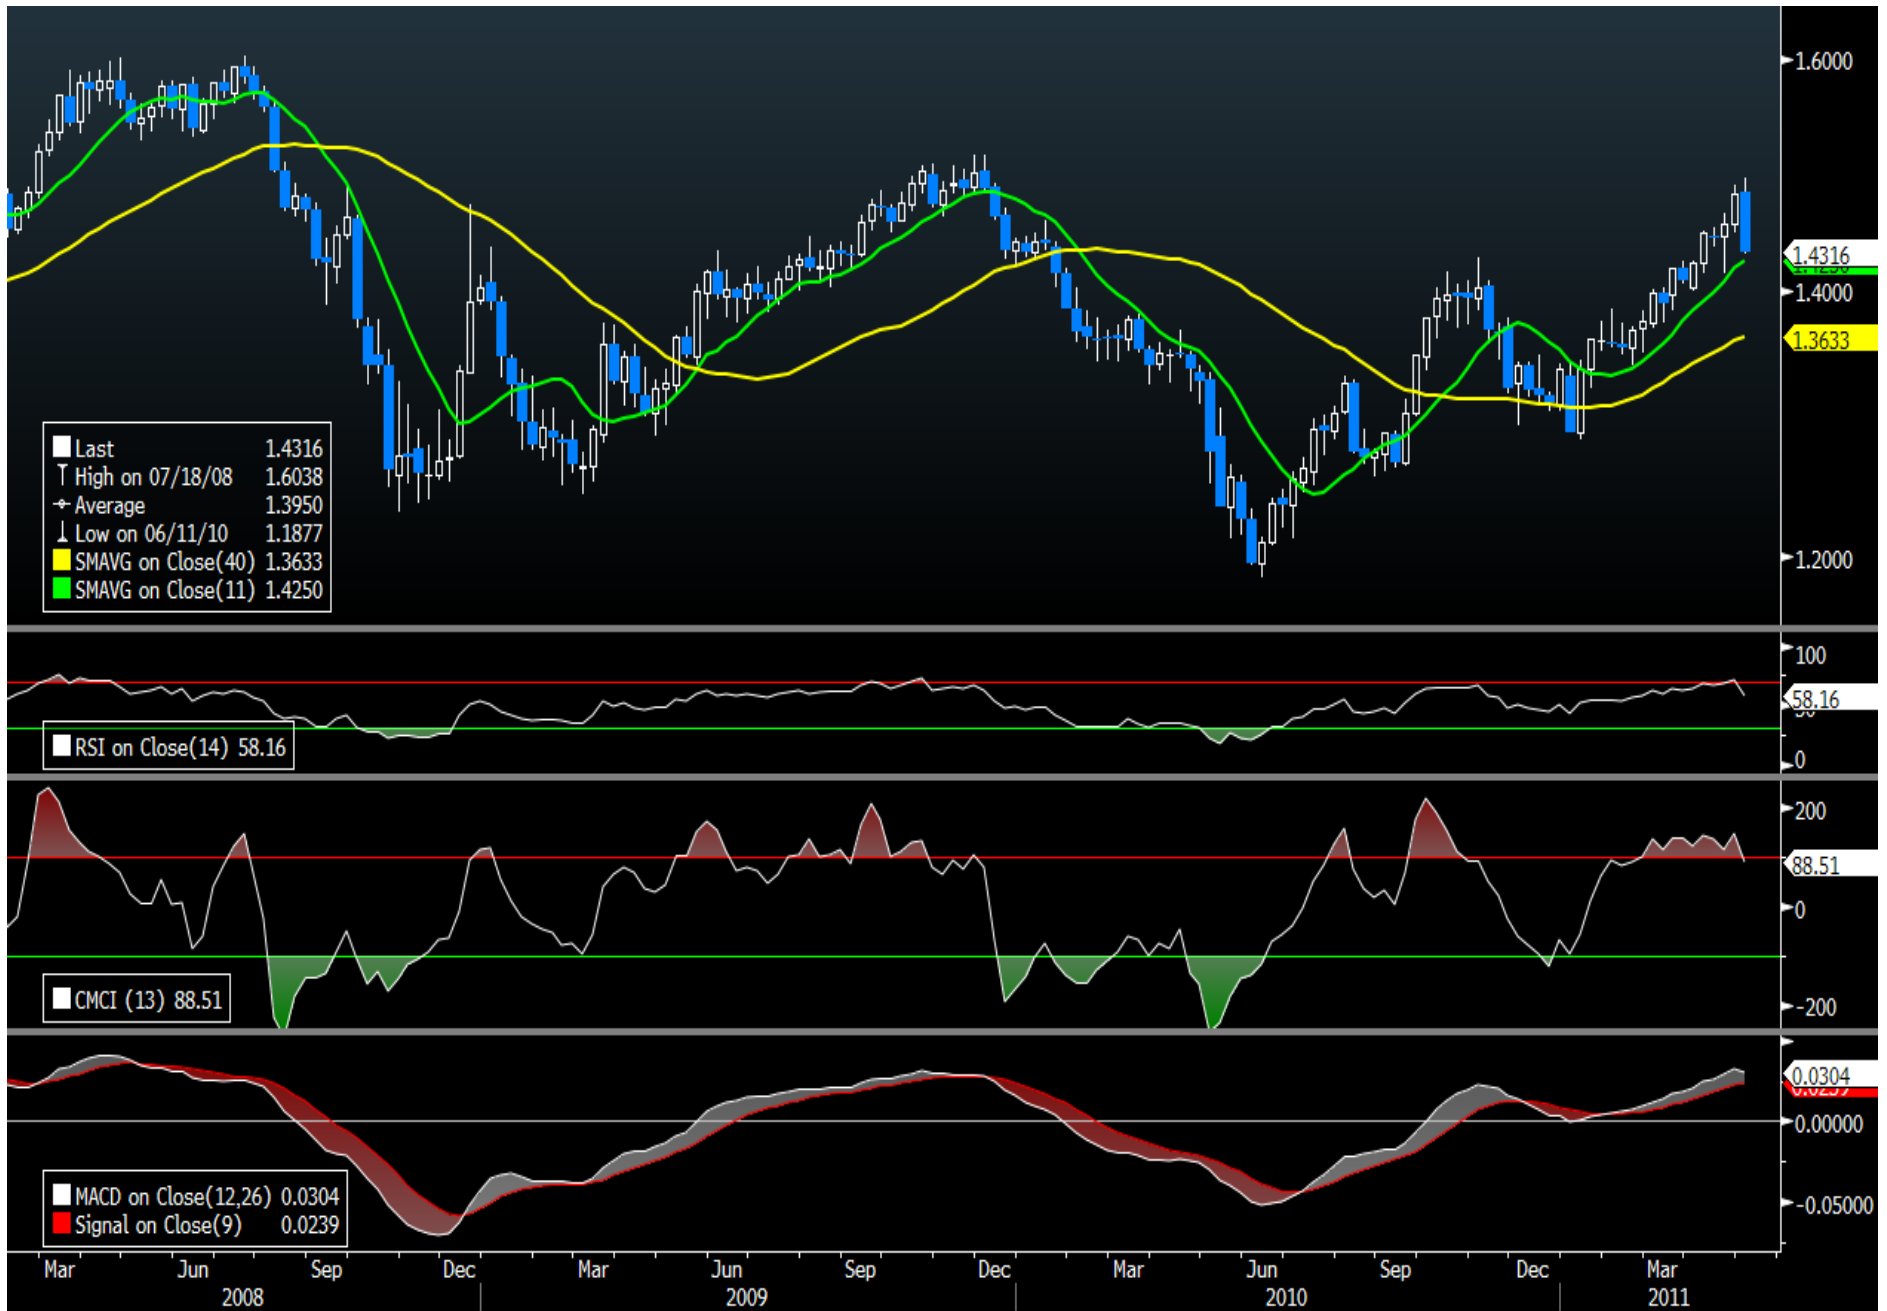 1.6000
1.4316
1.4000
1.3633
1.2000
Last 1.4316
High on 07/18/08 1.6038
Average 1.3950
Low on 06/11/10 1.1877
SMAVG on Close(40) 1.3633
SMAVG on Close(11) 1.4250
100
58.16
0
RSI on Close(14) 58.16
200
88.51
0
-200
CMCI (13) 88.51
0.0304
0.0239
0.00000
-0.05000
MACD on Close(12,26) 0.0304
Signal on Close(9) 0.0239
Mar Jun Sep Dec Mar Jun Sep Dec Mar Jun Sep Dec Mar
2008 2009 2010 2011